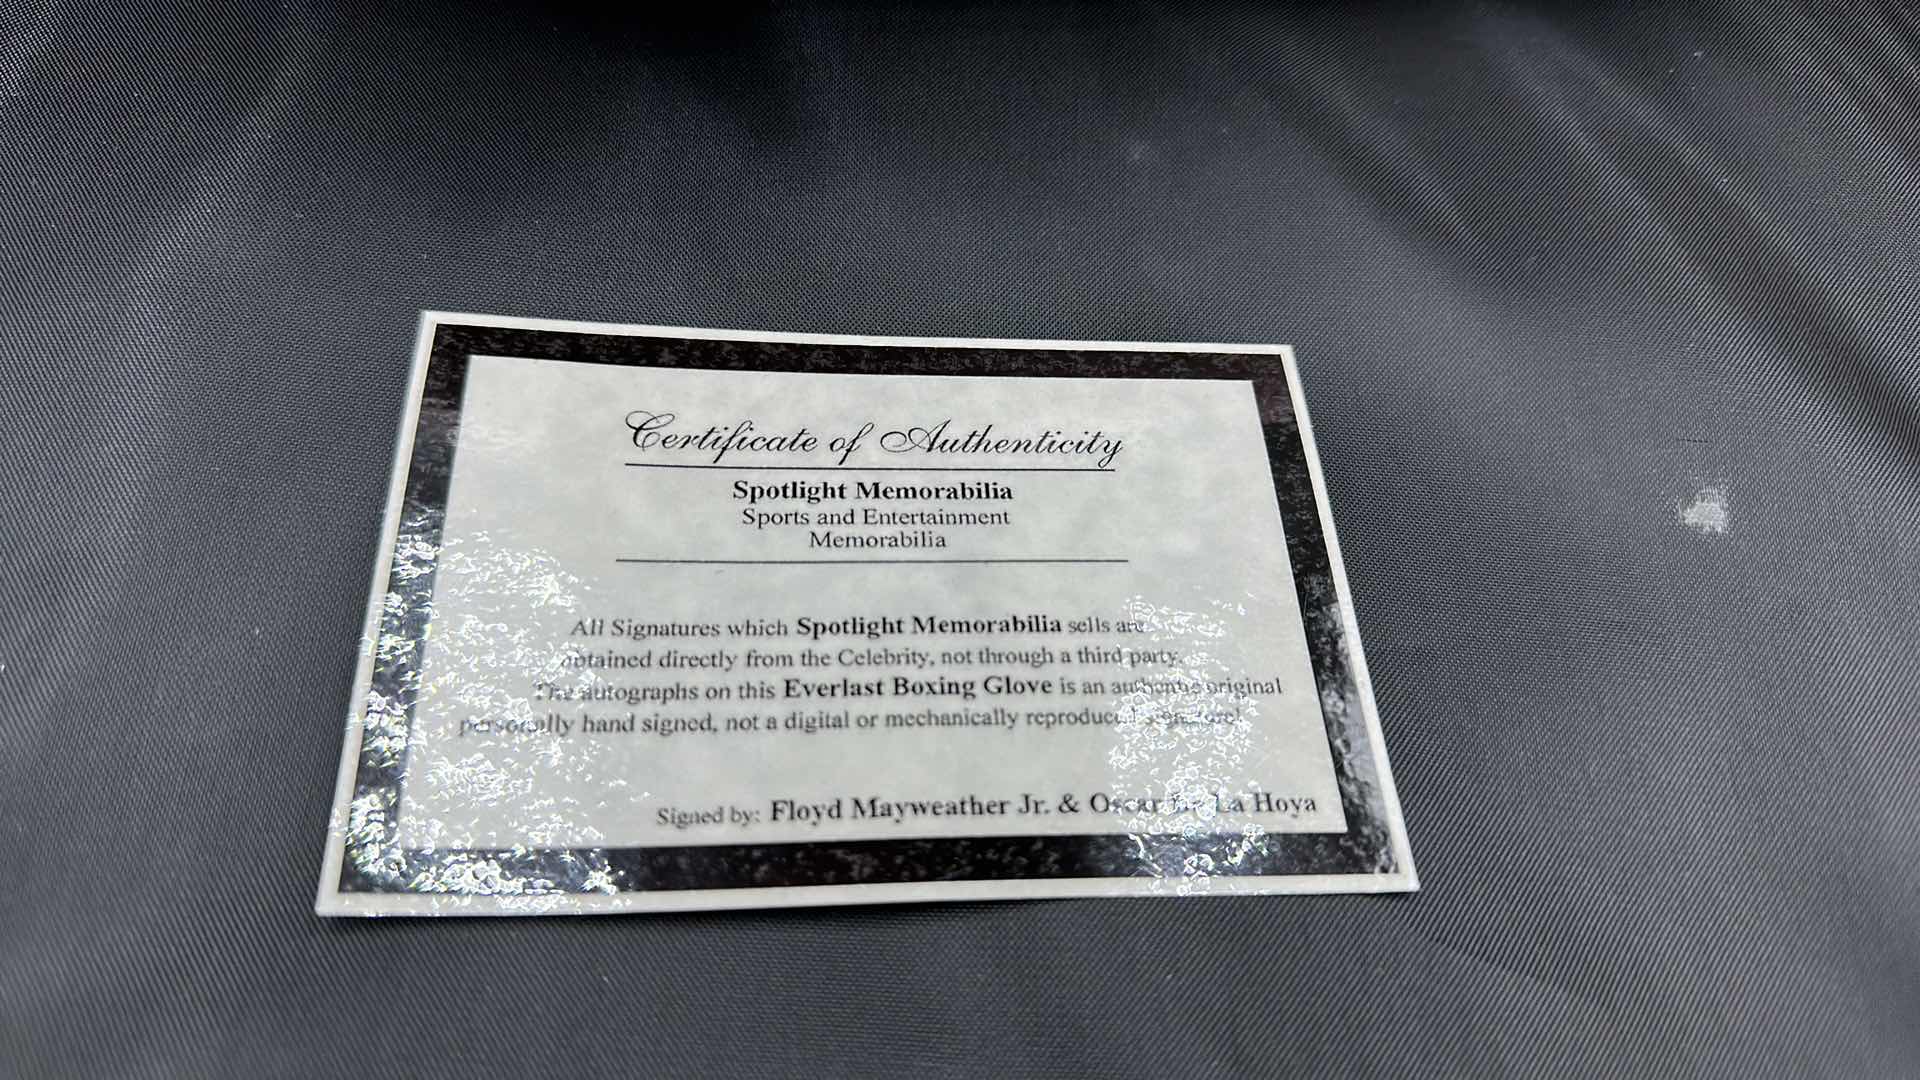 Certificate of Authenticity
Spotlight Memorabilia
Sports and Entertainment
Memorabilia
All Signatures which Spotlight Memorabilia sells are
obtained directly from the Celebrity, not through a third party.
The autographs on this Everlast Boxing Glove is an authentic original
personally hand signed, not a digital or mechanically reproduced signature!
Signed by: Floyd Mayweather Jr. & Oscar De La Hoya